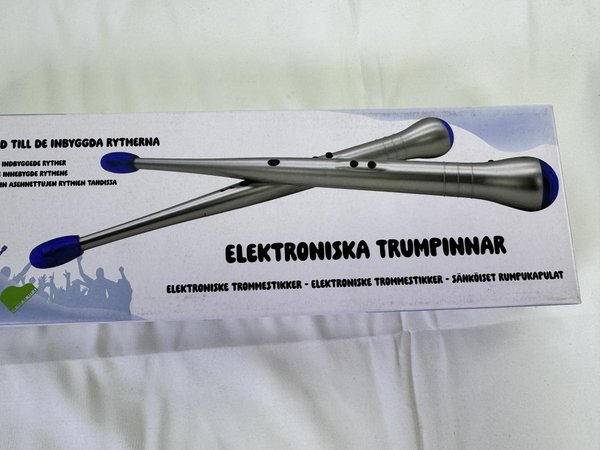 D TILL DE INBYGGDA RYTMERNA
INDBYGGEDE RYTMER
E INNEBYGDE RYTMENE
IN ASENNETTUJEN RYTMIEN TAHDISSA
ELEKTRONISKA TRUMPINNAR
ELEKTRONISKE TROMMESTIKKER - ELEKTRONISKE TROMMESTIKKER - SÄHKÖISET RUMPUKAPULAT